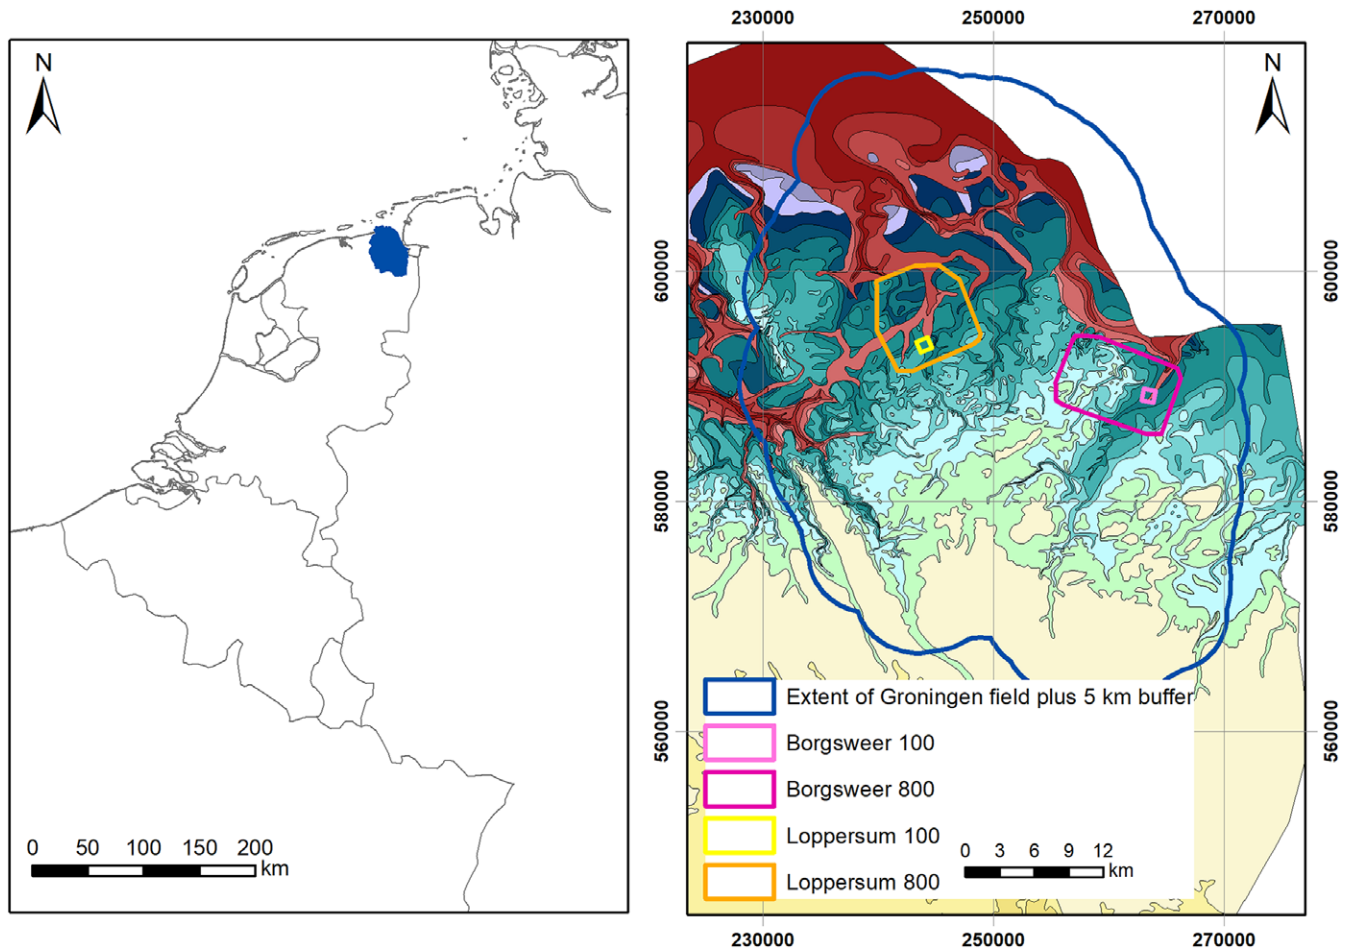 230000 250000 270000
N
N
600000
600000
580000
580000
560000
560000
Extent of Groningen field plus 5 km buffer
Borgsweer 100
Borgsweer 800
Loppersum 100
Loppersum 800
0 50 100 150 200
km
0 3 6 9 12
km
230000 250000 270000